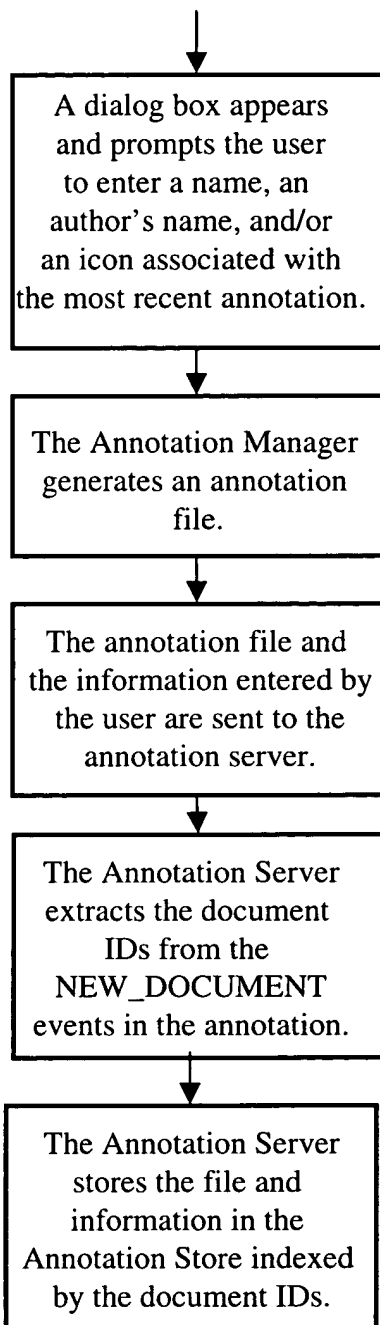 A dialog box appears
and prompts the user
to enter a name, an
author's name, and/or
an icon associated with
the most recent annotation.
The Annotation Manager
generates an annotation
file.
The annotation file and
the information entered by
the user are sent to the
annotation server.
The Annotation Server
extracts the document
IDs from the
NEW_DOCUMENT
events in the annotation.
The Annotation Server
stores the file and
information in the
Annotation Store indexed
by the document IDs.